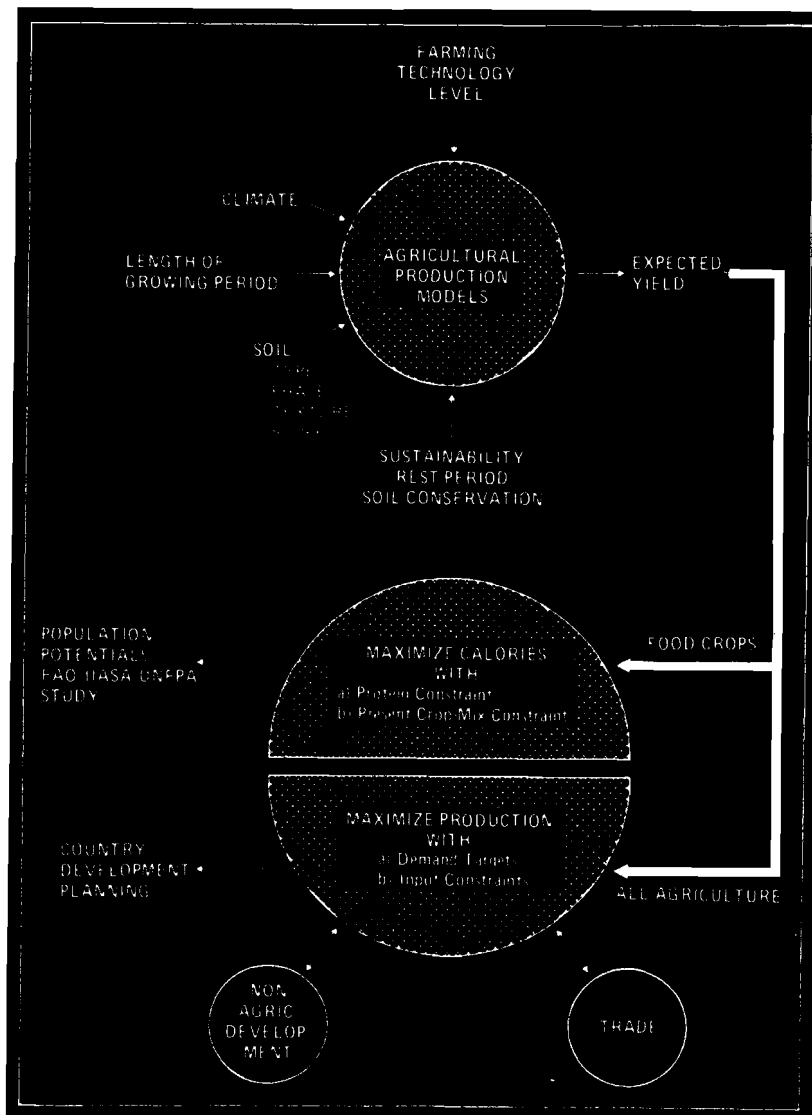 FARMING
TECHNOLOGY
LEVEL
CLIMATE
LENGTH OF
GROWING PERIOD
AGRICULTURAL
PRODUCTION
MODELS
EXPECTED
YIELD
SOIL
SUSTAINABILITY
REST PERIOD
SOIL CONSERVATION
POPULATION
POTENTIALS
FAO IIASA UNFPA
STUDY
MAXIMIZE CALORIES
WITH
a) Protein Constraint
b) Present Crop Mix Constraint
FOOD CROPS
COUNTRY
DEVELOPMENT
PLANNING
MAXIMIZE PRODUCTION
WITH
a) Demand Targets
b) Input Constraints
ALL AGRICULTURE
NON
AGRIC
DEVELOP
MENT
TRADE